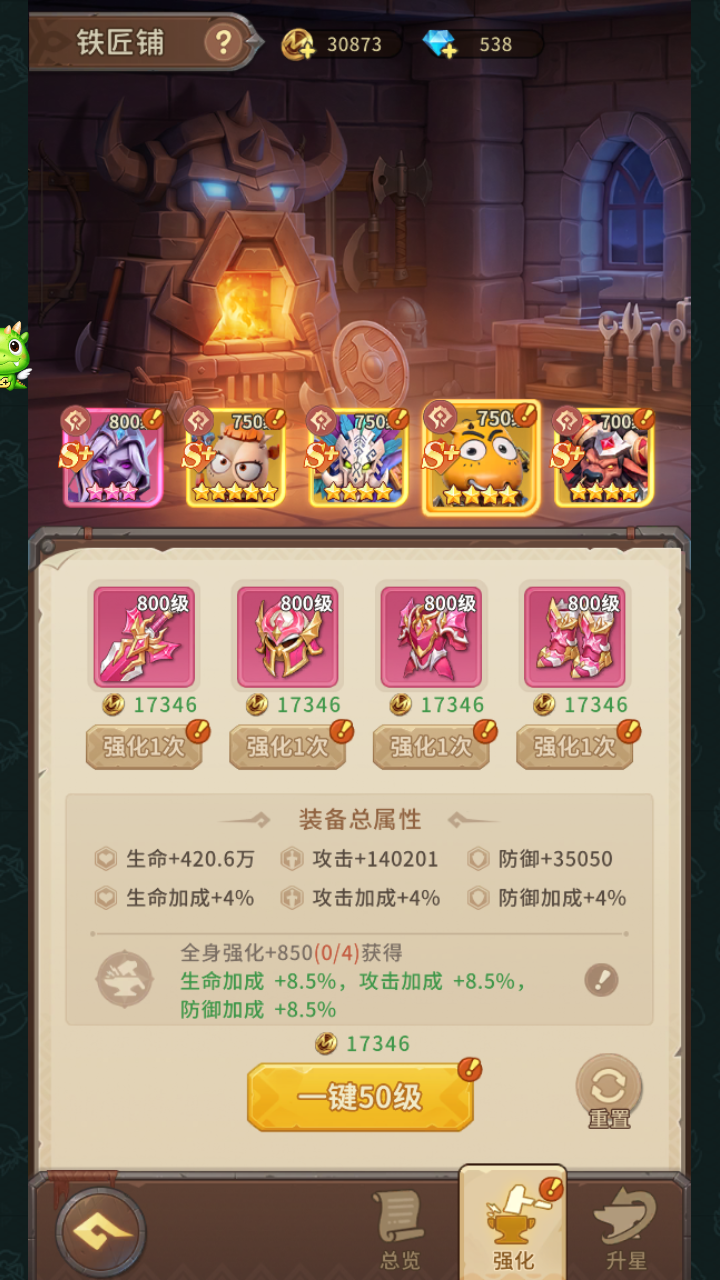 铁匠铺 ? 30873 538
800 750 750 750 700
S+ S+ S+ S+ S+
800级 800级 800级 800级
17346 17346 17346 17346
强化1次 强化1次 强化1次 强化1次
装备总属性
生命+420.6万 攻击+140201 防御+35050
生命加成+4% 攻击加成+4% 防御加成+4%
全身强化+850(0/4)获得
生命加成 +8.5%，攻击加成 +8.5%，
防御加成 +8.5%
17346
一键50级
重置
总览 强化 升星